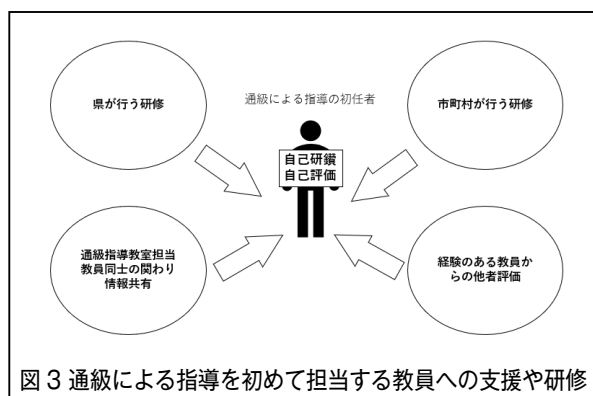 県が行う研修
通級による指導の初任者
市町村が行う研修
自己研鑽
自己評価
通級指導教室担当
教員同士の関わり
情報共有
経験のある教員か
らの他者評価
図3 通級による指導を初めて担当する教員への支援や研修